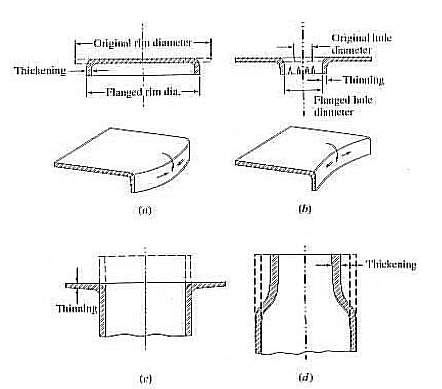 Original rim diameter
Thickening
Flanged rim dia.
Original hole
diameter
Thinning
Flanged hole
diameter
(a)
(b)
Thinning
Thickening
(c)
(d)